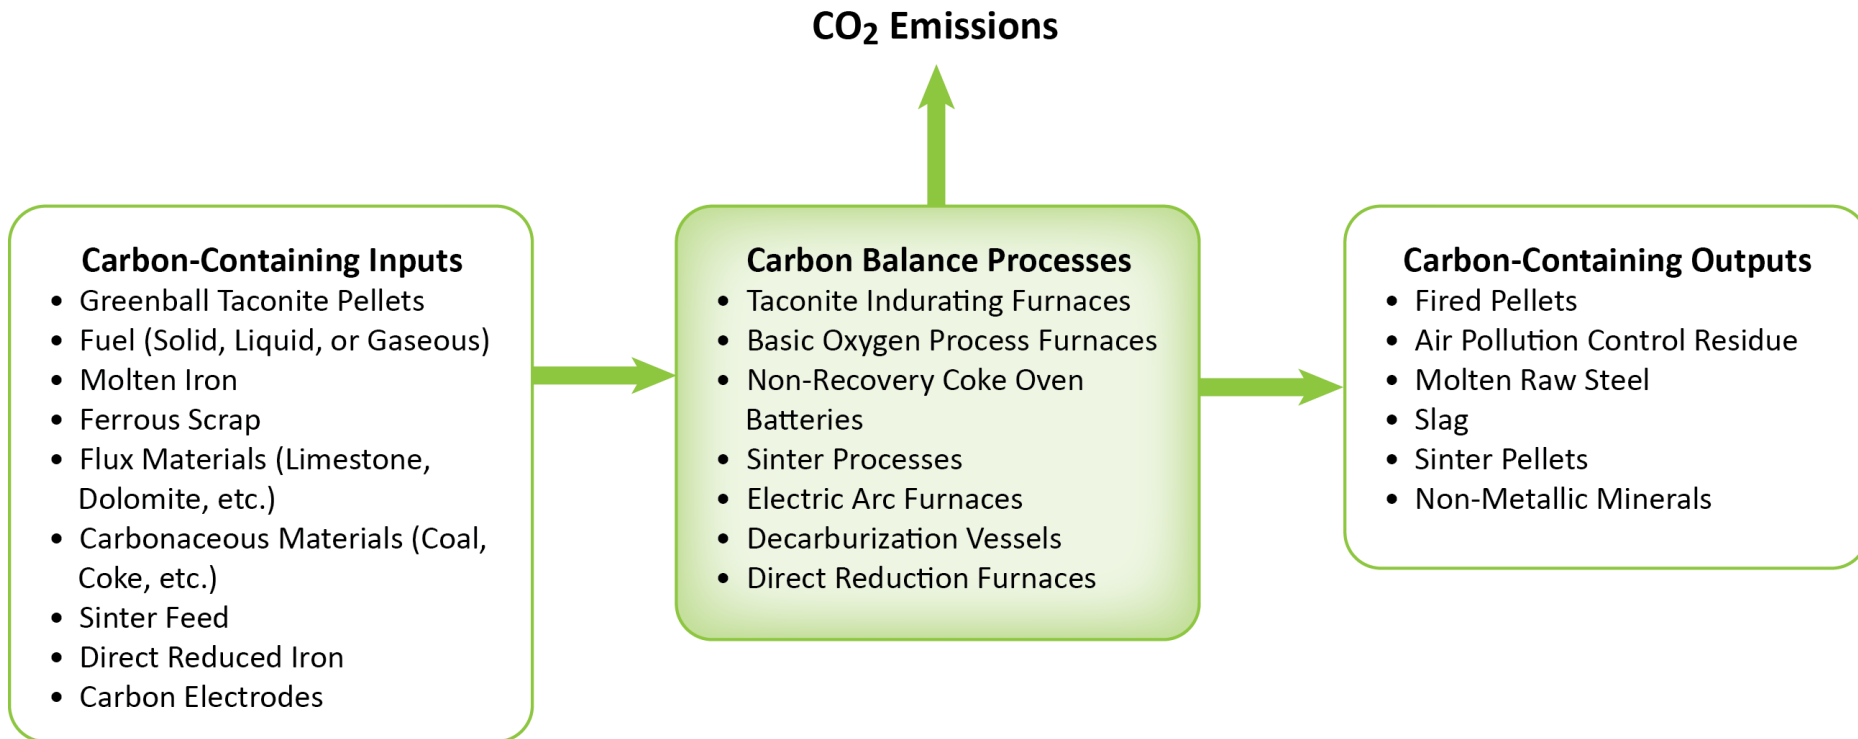 CO₂ Emissions
Carbon-Containing Inputs
• Greenball Taconite Pellets
• Fuel (Solid, Liquid, or Gaseous)
• Molten Iron
• Ferrous Scrap
• Flux Materials (Limestone,
Dolomite, etc.)
• Carbonaceous Materials (Coal,
Coke, etc.)
• Sinter Feed
• Direct Reduced Iron
• Carbon Electrodes
Carbon Balance Processes
• Taconite Indurating Furnaces
• Basic Oxygen Process Furnaces
• Non-Recovery Coke Oven
Batteries
• Sinter Processes
• Electric Arc Furnaces
• Decarburization Vessels
• Direct Reduction Furnaces
Carbon-Containing Outputs
• Fired Pellets
• Air Pollution Control Residue
• Molten Raw Steel
• Slag
• Sinter Pellets
• Non-Metallic Minerals